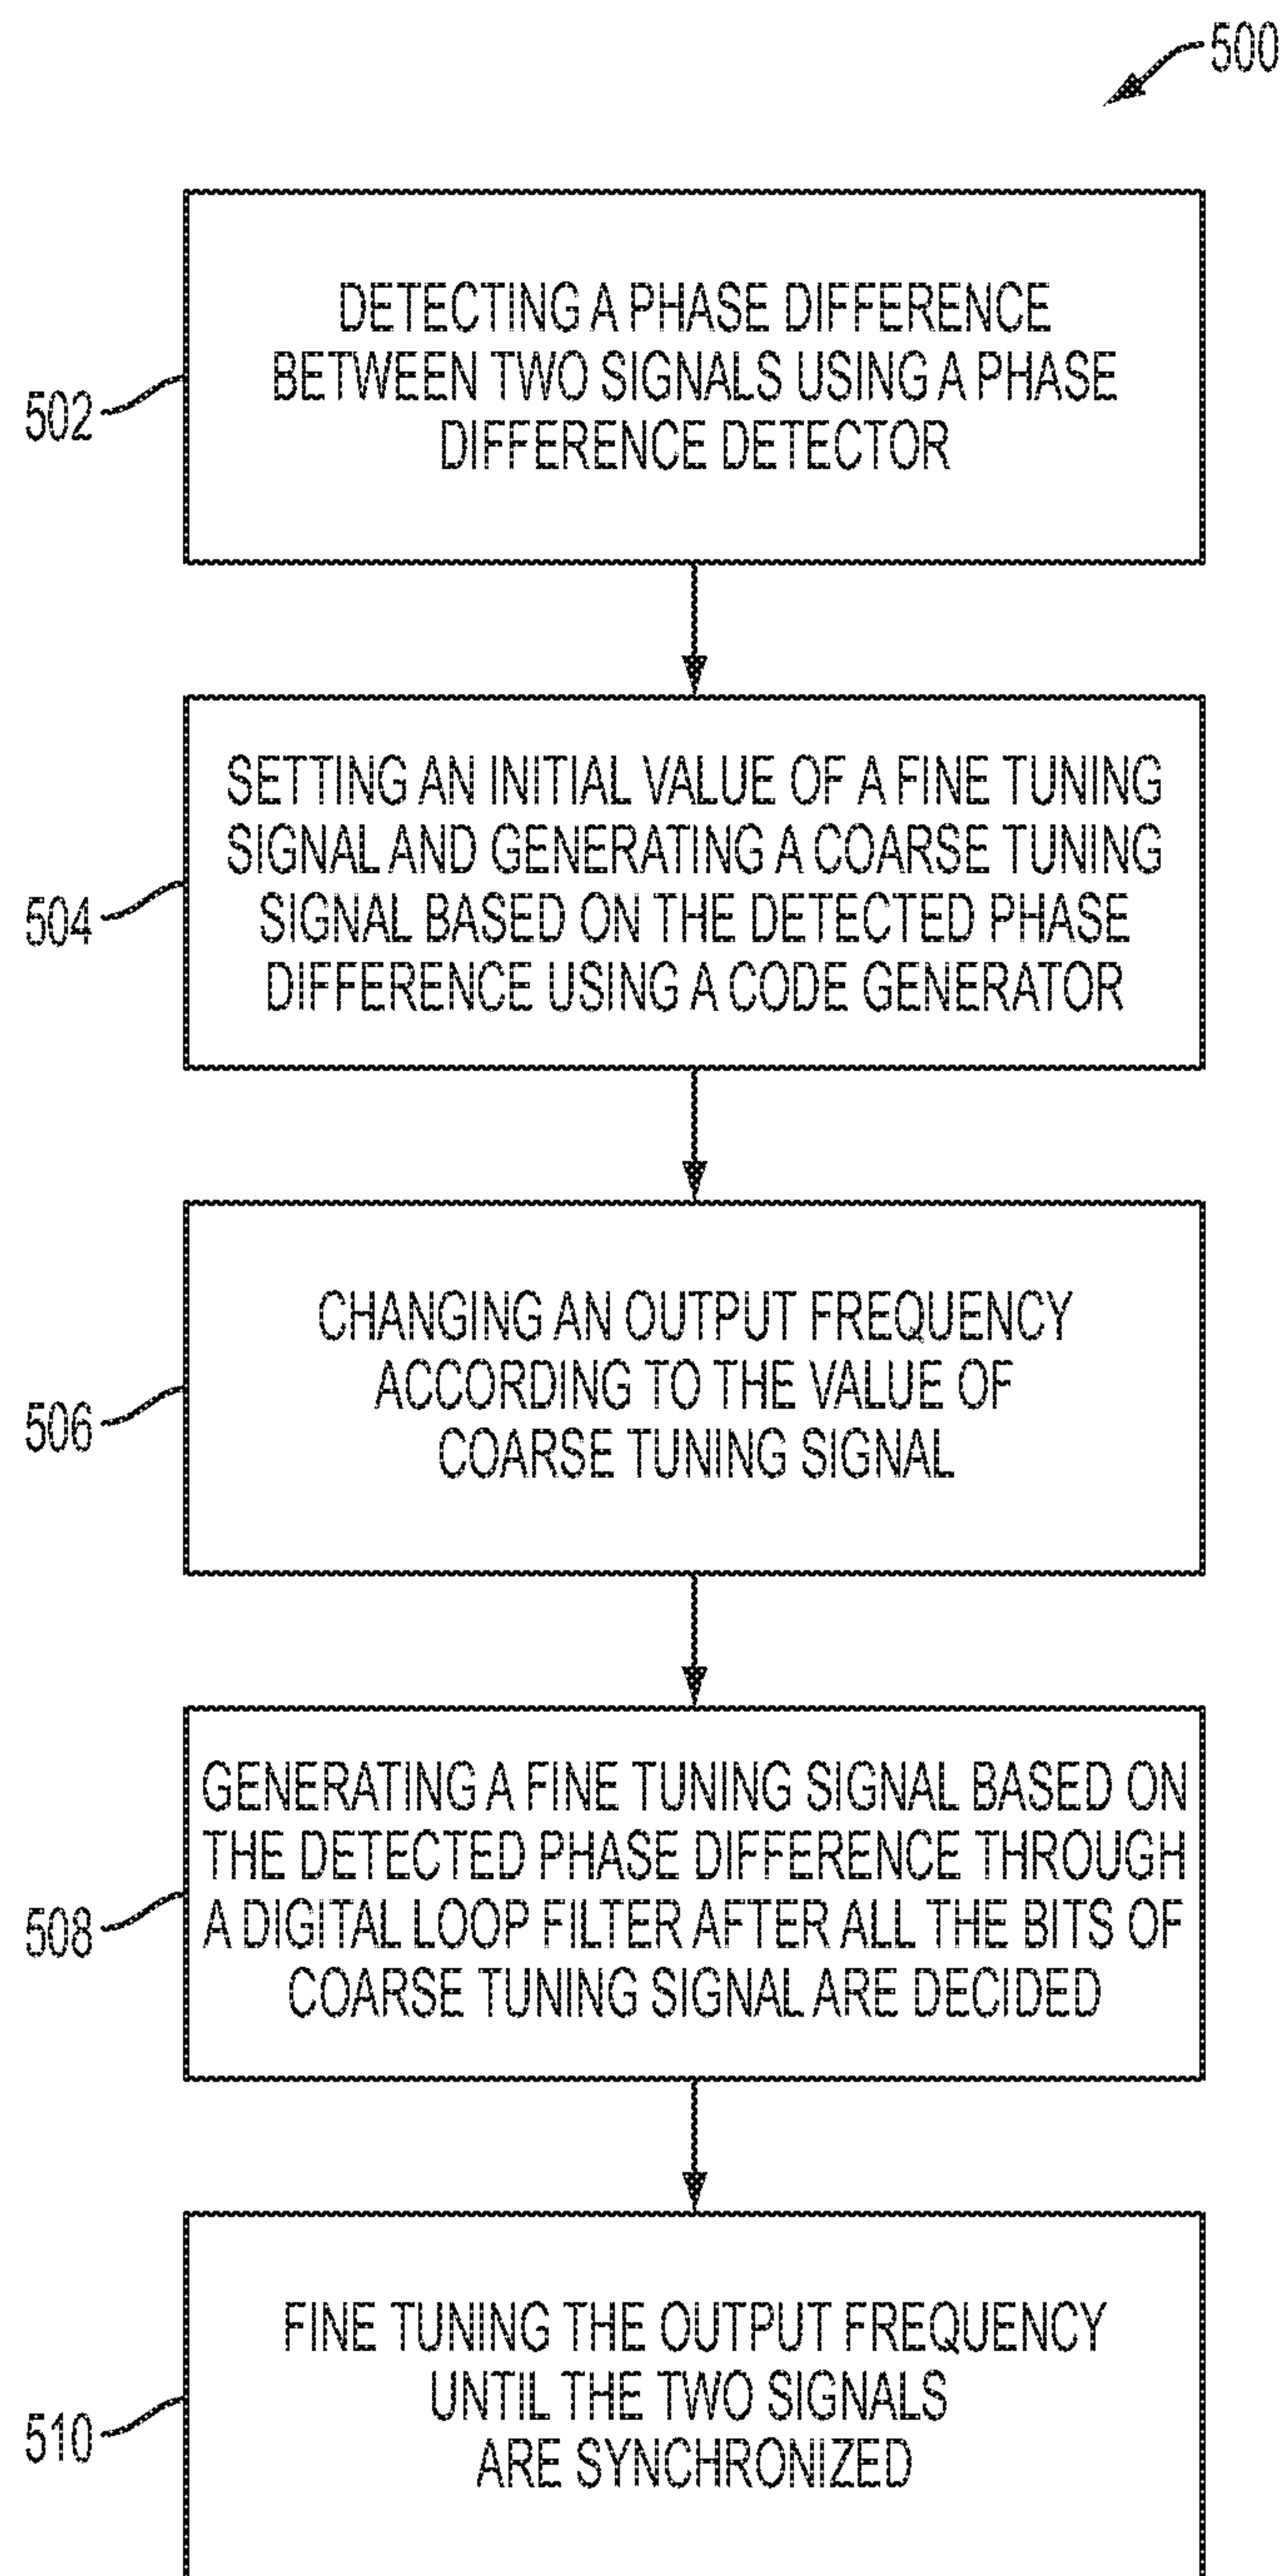 500
DETECTING A PHASE DIFFERENCE
BETWEEN TWO SIGNALS USING A PHASE
DIFFERENCE DETECTOR
502
SETTING AN INITIAL VALUE OF A FINE TUNING
SIGNAL AND GENERATING A COARSE TUNING
SIGNAL BASED ON THE DETECTED PHASE
DIFFERENCE USING A CODE GENERATOR
504
CHANGING AN OUTPUT FREQUENCY
ACCORDING TO THE VALUE OF
COARSE TUNING SIGNAL
506
GENERATING A FINE TUNING SIGNAL BASED ON
THE DETECTED PHASE DIFFERENCE THROUGH
A DIGITAL LOOP FILTER AFTER ALL THE BITS OF
COARSE TUNING SIGNAL ARE DECIDED
508
FINE TUNING THE OUTPUT FREQUENCY
UNTIL THE TWO SIGNALS
ARE SYNCHRONIZED
510